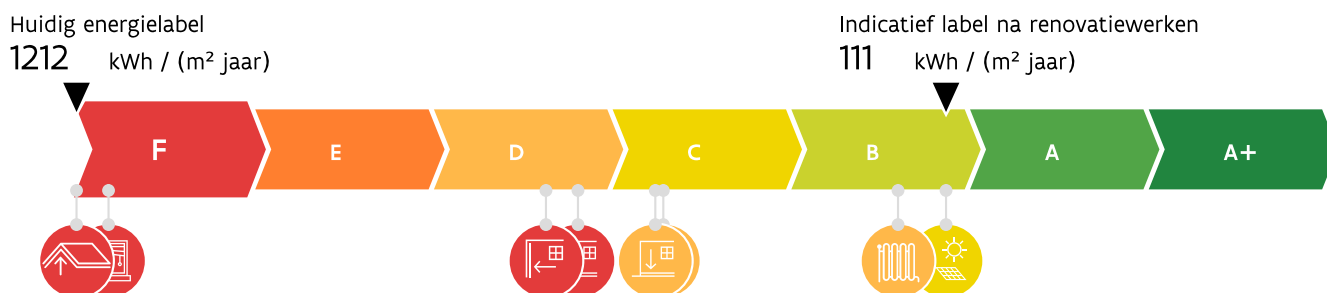 Huidig energielabel
1212 kWh / (m² jaar)
Indicatief label na renovatiewerken
111 kWh / (m² jaar)
F E D C B A A+